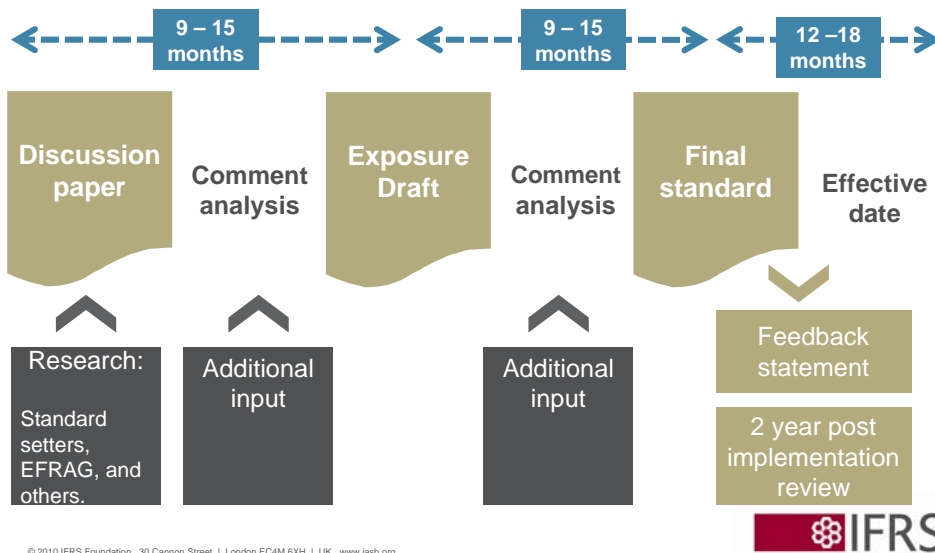 9 – 15
months
9 – 15
months
12 –18
months
Discussion
paper
Comment
analysis
Exposure
Draft
Comment
analysis
Final
standard
Effective
date
Research:
Standard
setters,
EFRAG, and
others.
Additional
input
Additional
input
Feedback
statement
2 year post
implementation
review
© 2010 IFRS Foundation. 30 Cannon Street | London EC4M 6XH | UK. www.iasb.org
IFRS